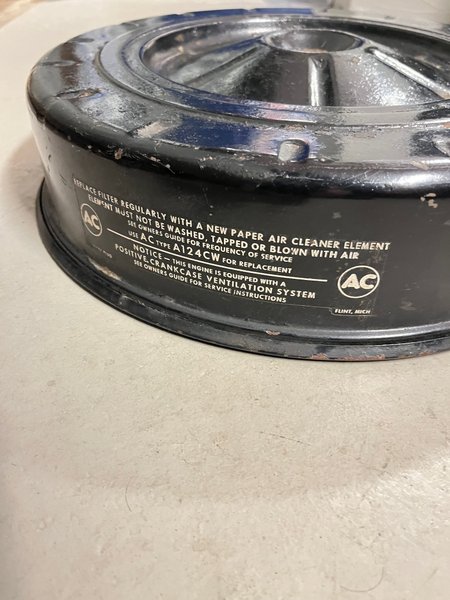 REPLACE FILTER REGULARLY WITH A NEW PAPER AIR CLEANER ELEMENT
ELEMENT MUST NOT BE WASHED, TAPPED OR BLOWN WITH AIR
SEE OWNERS GUIDE FOR FREQUENCY OF SERVICE
AC
USE AC TYPE A124CW FOR REPLACEMENT
NOTICE – THIS ENGINE IS EQUIPPED WITH A
POSITIVE CRANKCASE VENTILATION SYSTEM
SEE OWNERS GUIDE FOR SERVICE INSTRUCTIONS
AC
FLINT, MICH